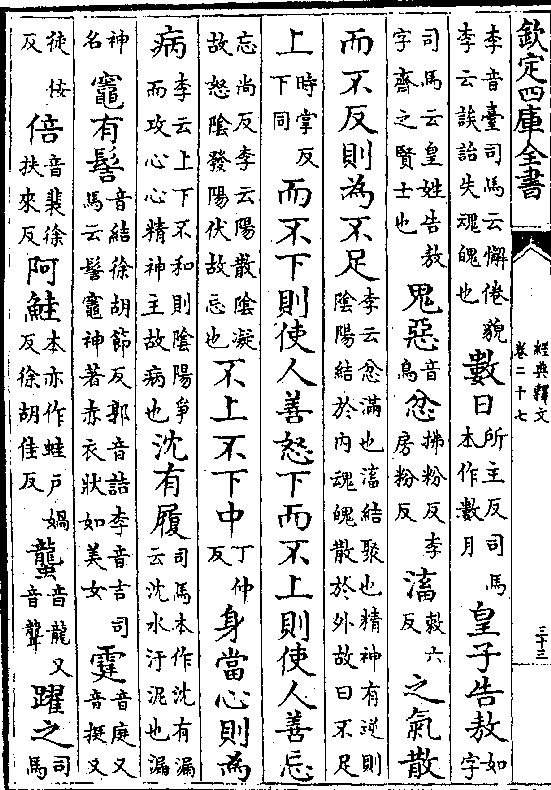 欽定四庫全書
經典釋文
卷二十七
三十三
李音臺司馬云懈倦貌李云誒詒失魂魄也數日所主反司馬本作數月皇子告敖如字
司馬云皇姓告敖字齊之賢士也鬼惡音烏忿拂粉反李房粉反滀敕六反之氣散
而不反則為不足李云忿滿也滀結聚也精神有逆則陰陽結於內魂魄散於外故曰不足
上時掌反下同而不下則使人善怒下而不上則使人善忘
忘尚反李云陽散陰凝故怒陰發陽伏故忘也不上不下中丁仲反身當心則為
病李云上下不和則陰陽爭而攻心心精神主故病也沈有履司馬本作沈有漏云沈水汙泥也漏
神名竈有髻音結徐胡節反郭音詰李音吉司馬云髻竈神著赤衣狀如美女霆音庭又音挺又
徒佞反倍音裴徐扶來反阿鮭本亦作蛙戶媧反徐胡佳反蠪音龍又音聾躍之司馬